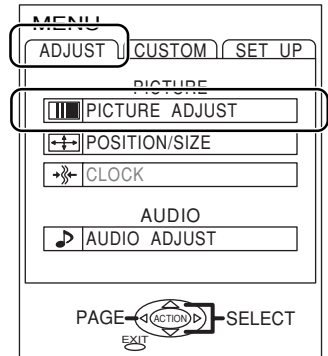 MENU
ADJUST CUSTOM SET UP
PICTURE
PICTURE ADJUST
POSITION/SIZE
CLOCK
AUDIO
AUDIO ADJUST
PAGE ACTION SELECT
EXIT